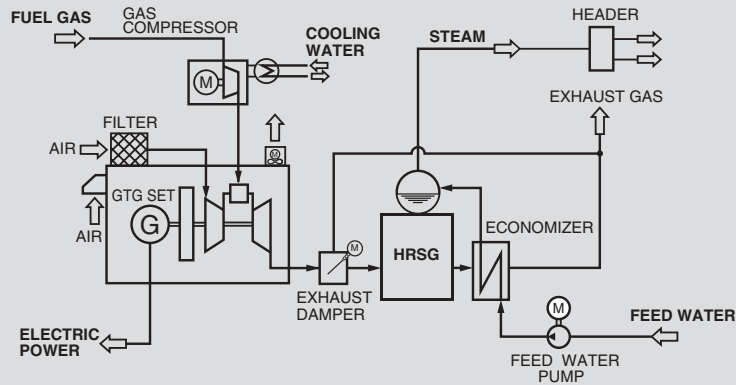 FUEL GAS
GAS
COMPRESSOR
COOLING
WATER
STEAM
HEADER
M
EXHAUST GAS
FILTER
AIR
M
GTG SET
G
AIR
ECONOMIZER
M
HRSG
EXHAUST
DAMPER
M
ELECTRIC
POWER
FEED WATER
FEED WATER
PUMP